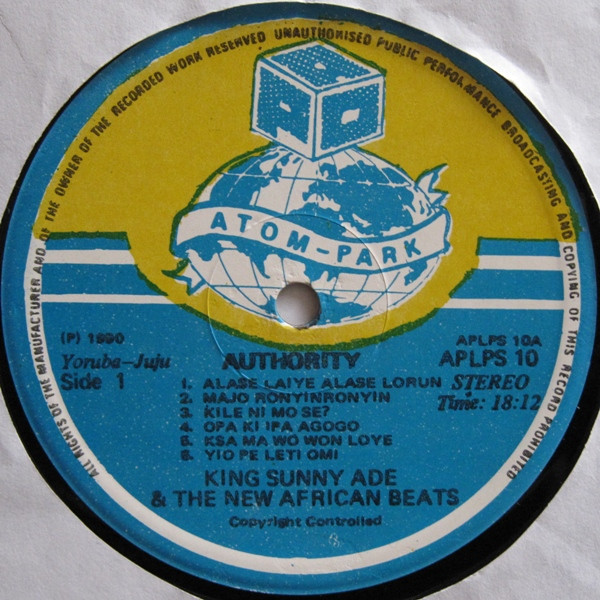 ALL RIGHTS OF THE MANUFACTURER AND OF THE OWNER OF THE RECORDED WORK RESERVED UNAUTHORISED PUBLIC PERFORMANCE BROADCASTING AND COPYING OF THIS RECORD PROHIBITED
ATOM-PARK
(P) 1990
APLPS 10A
Yoruba-Juju
AUTHORITY
APLPS 10
Side 1
STEREO
Time: 18:12
1. ALASE LAIYE ALASE LORUN
2. MAJO RONYINRONYIN
3. KILE NI MO SE?
4. OPA KI IPA AGOGO
5. KSA MA WO WON LOYE
6. YIO PE LETI OMI
KING SUNNY ADE
& THE NEW AFRICAN BEATS
Copyright Controlled